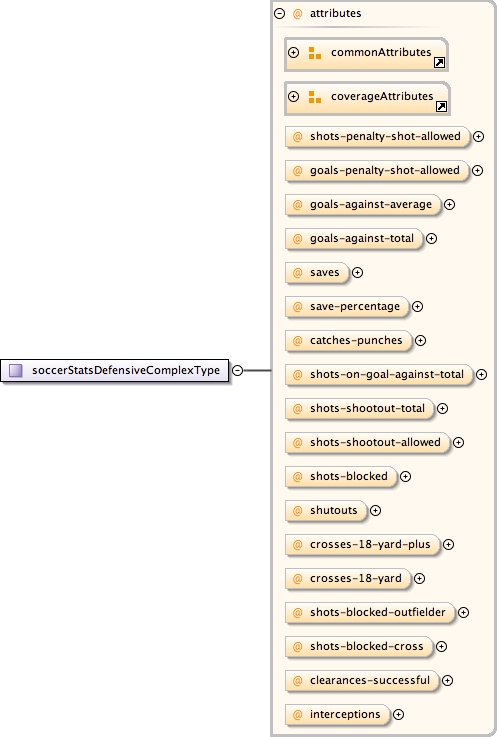 @ attributes
commonAttributes
coverageAttributes
@ shots-penalty-shot-allowed
@ goals-penalty-shot-allowed
@ goals-against-average
@ goals-against-total
@ saves
@ save-percentage
@ catches-punches
soccerStatsDefensiveComplexType
@ shots-on-goal-against-total
@ shots-shootout-total
@ shots-shootout-allowed
@ shots-blocked
@ shutouts
@ crosses-18-yard-plus
@ crosses-18-yard
@ shots-blocked-outfielder
@ shots-blocked-cross
@ clearances-successful
@ interceptions